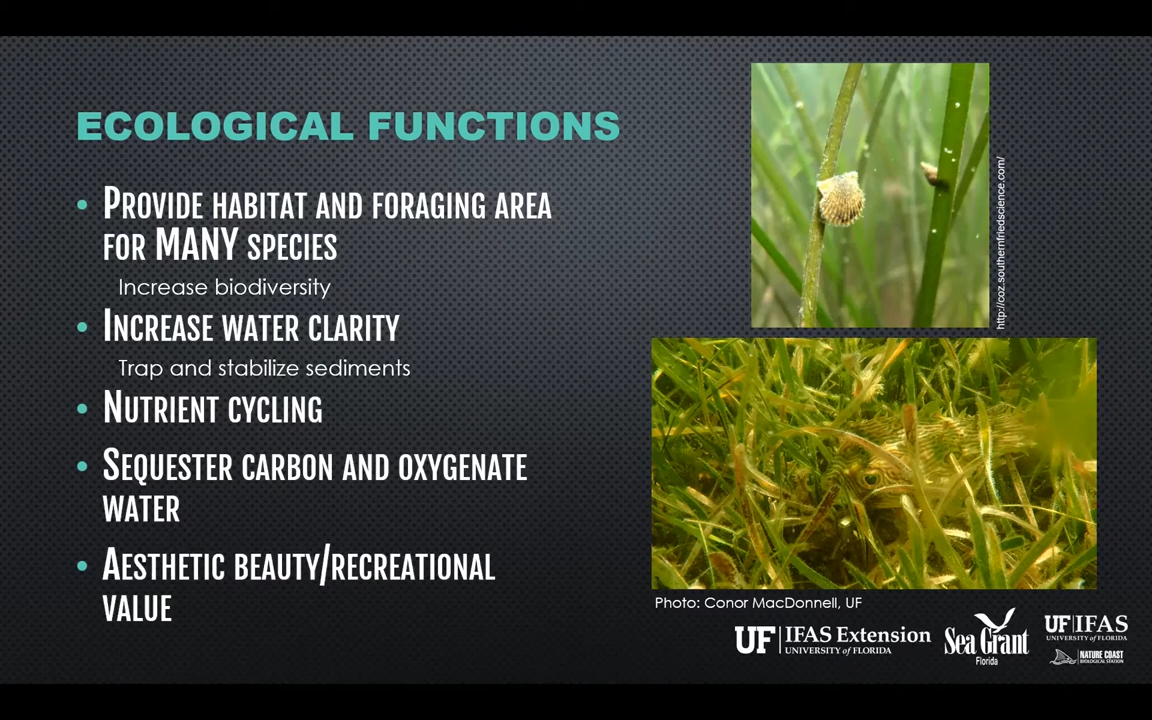 ECOLOGICAL FUNCTIONS
• PROVIDE HABITAT AND FORAGING AREA
FOR MANY SPECIES
Increase biodiversity
• INCREASE WATER CLARITY
Trap and stabilize sediments
• NUTRIENT CYCLING
• SEQUESTER CARBON AND OXYGENATE
WATER
• AESTHETIC BEAUTY/RECREATIONAL
VALUE
http://coz.southernfriedscience.com/
Photo: Conor MacDonnell, UF
UF | IFAS Extension
UNIVERSITY of FLORIDA
Sea Grant
Florida
UF | IFAS
UNIVERSITY of FLORIDA
NATURE COAST
BIOLOGICAL STATION